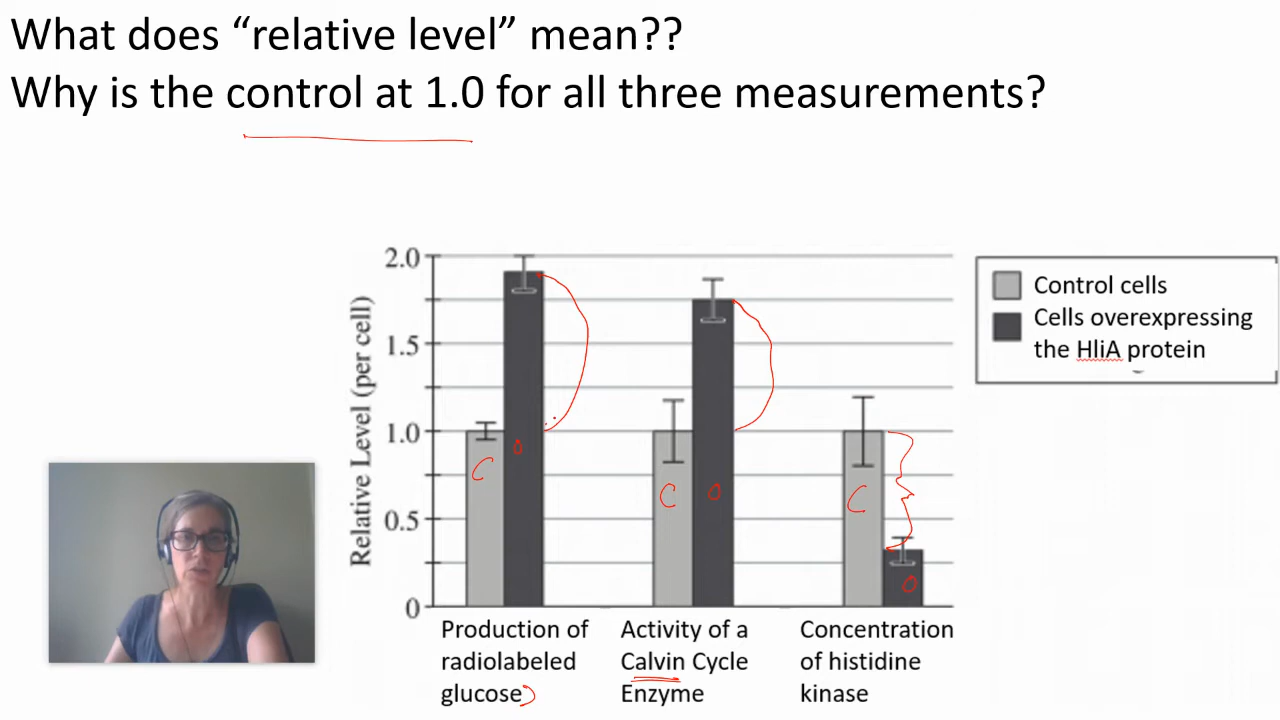 What does “relative level” mean??
Why is the control at 1.0 for all three measurements?
2.0
1.5
1.0
0.5
0
Relative Level (per cell)
C
O
C
O
C
O
Control cells
Cells overexpressing
the HliA protein
Production of
radiolabeled
glucose
Activity of a
Calvin Cycle
Enzyme
Concentration
of histidine
kinase